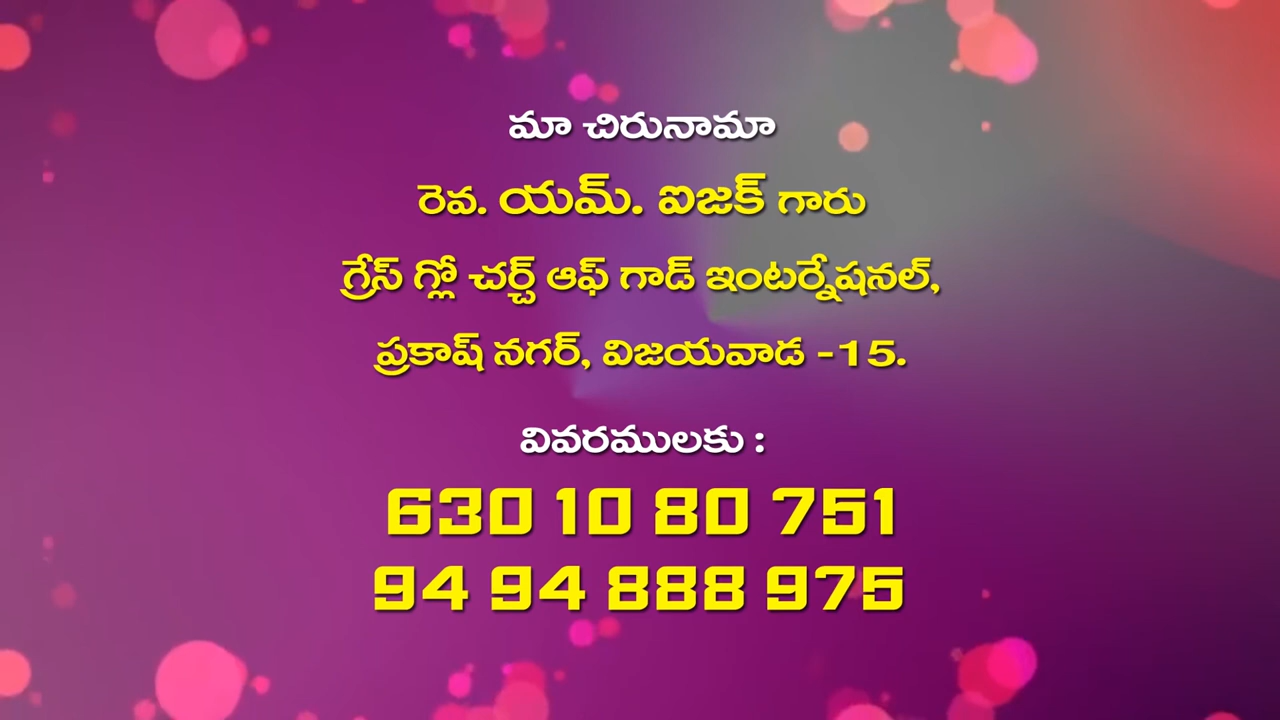 మా చిరునామా
రెవ. యమ్. ఐజక్ గారు
గ్రేస్ గ్లో చర్చ్ ఆఫ్ గాడ్ ఇంటర్నేషనల్,
ప్రకాష్ నగర్, విజయవాడ -15.
వివరములకు :
630 10 80 751
94 94 888 975